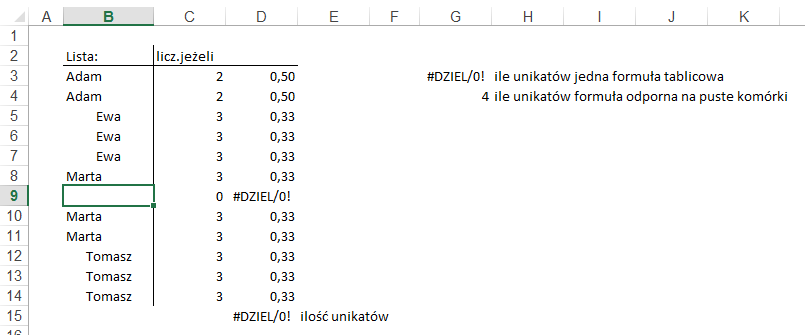 A B C D E F G H I J K
1
2 Lista: licz.jeżeli
3 Adam 2 0,50 #DZIEL/0! ile unikatów jedna formuła tablicowa
4 Adam 2 0,50 4 ile unikatów formuła odporna na puste komórki
5 Ewa 3 0,33
6 Ewa 3 0,33
7 Ewa 3 0,33
8 Marta 3 0,33
9 0 #DZIEL/0!
10 Marta 3 0,33
11 Marta 3 0,33
12 Tomasz 3 0,33
13 Tomasz 3 0,33
14 Tomasz 3 0,33
15 #DZIEL/0! ilość unikatów